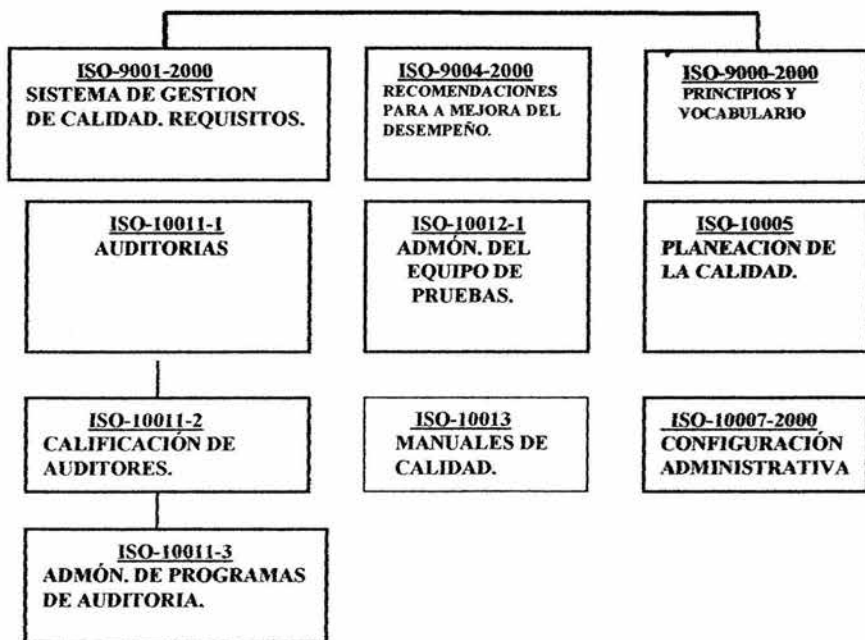 ISO-9001-2000
SISTEMA DE GESTION
DE CALIDAD. REQUISITOS.
ISO-9004-2000
RECOMENDACIONES
PARA A MEJORA DEL
DESEMPEÑO.
ISO-9000-2000
PRINCIPIOS Y
VOCABULARIO
ISO-10011-1
AUDITORIAS
ISO-10012-1
ADMÓN. DEL
EQUIPO DE
PRUEBAS.
ISO-10005
PLANEACION DE
LA CALIDAD.
ISO-10011-2
CALIFICACIÓN DE
AUDITORES.
ISO-10013
MANUALES DE
CALIDAD.
ISO-10007-2000
CONFIGURACIÓN
ADMINISTRATIVA
ISO-10011-3
ADMÓN. DE PROGRAMAS
DE AUDITORIA.